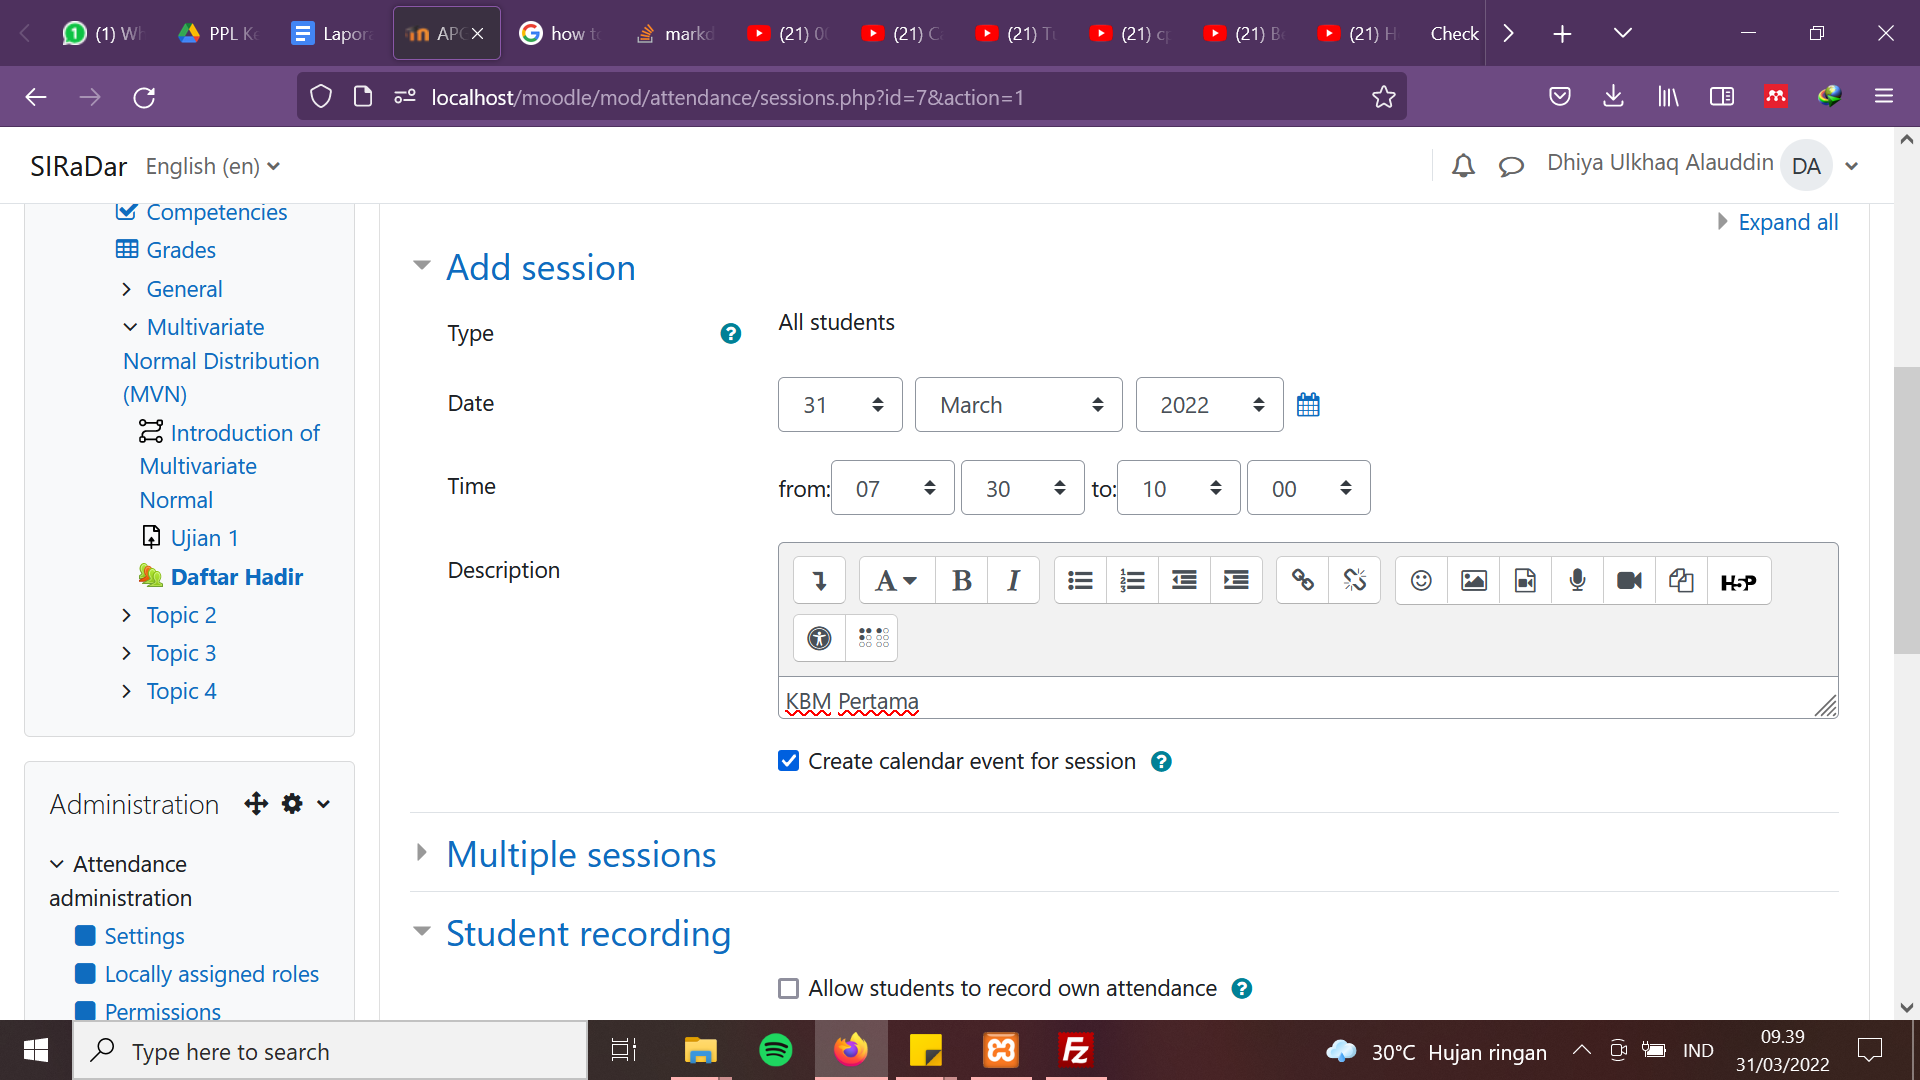 (1) Wh
PPL Ke
Lapor
APC
how to
markd
(21) 0
(21) C
(21) Tu
(21) cp
(21) B
(21) H
Check
localhost/moodle/mod/attendance/sessions.php?id=7&action=1
SIRaDar
English (en)
Dhiya Ulkhaq Alauddin
DA
Competencies
Grades
General
Multivariate
Normal Distribution
(MVN)
Introduction of
Multivariate
Normal
Ujian 1
Daftar Hadir
Topic 2
Topic 3
Topic 4
Administration
Attendance
administration
Settings
Locally assigned roles
Permissions
Expand all
Add session
Type
All students
Date
31
March
2022
Time
from:
07
30
to:
10
00
Description
A
B
I
H5P
KBM Pertama
Create calendar event for session
Multiple sessions
Student recording
Allow students to record own attendance
Type here to search
30°C Hujan ringan
IND
09.39
31/03/2022